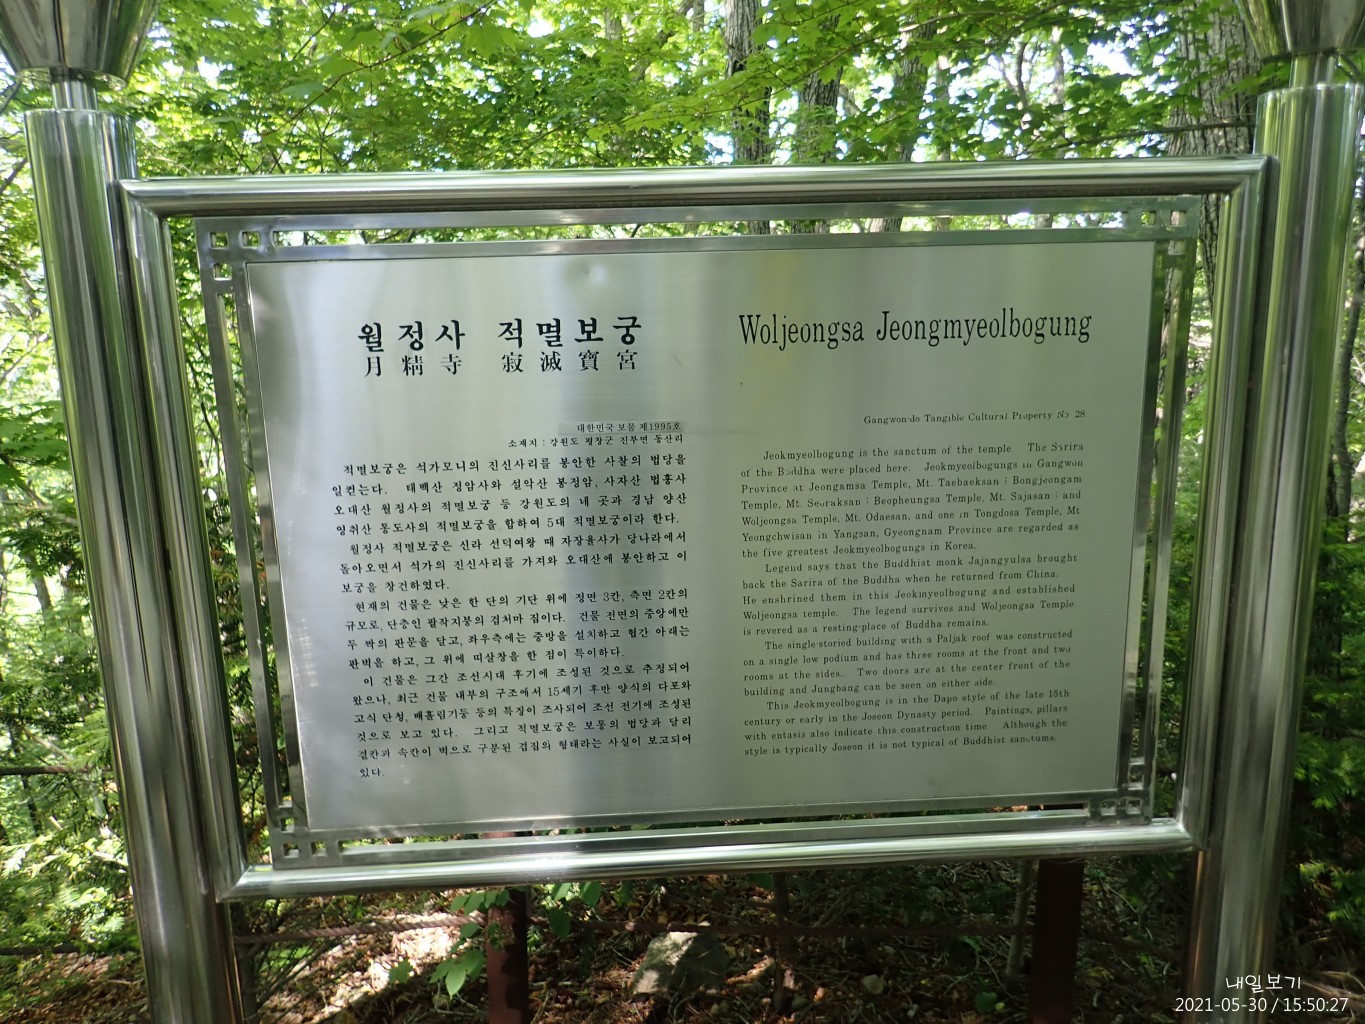 월정사 적멸보궁
月精寺 寂滅寶宮
대한민국 보물 제1995호
소재지 : 강원도 평창군 진부면 동산리
적멸보궁은 석가모니의 진신사리를 봉안한 사찰의 법당을
일컫는다. 태백산 정암사와 설악산 봉정암, 사자산 법흥사
오대산 월정사의 적멸보궁 등 강원도의 네 곳과 경남 양산
영취산 통도사의 적멸보궁을 합하여 5대 적멸보궁이라 한다.
월정사 적멸보궁은 신라 선덕여왕 때 자장율사가 당나라에서
돌아오면서 석가의 진신사리를 가져와 오대산에 봉안하고 이
보궁을 창건하였다.
현재의 건물은 낮은 한 단의 기단 위에 정면 3칸, 측면 2칸의
규모로, 단층인 팔작지붕의 겹처마 집이다. 건물 전면의 중앙에만
두 짝의 판문을 달고, 좌우측에는 중방을 설치하고 협간 아래는
판벽을 하고, 그 위에 띠살창을 한 점이 특이하다.
이 건물은 그간 조선시대 후기에 조성된 것으로 추정되어
왔으나, 최근 건물 내부의 구조에서 15세기 후반 양식의 다포와
고식 단청, 배흘림기둥 등의 특징이 조사되어 조선 전기에 조성된
것으로 보고 있다. 그리고 적멸보궁은 보통의 법당과 달리
겉칸과 속칸이 벽으로 구분된 겹집의 형태라는 사실이 보고되어
있다.
Woljeongsa Jeongmyeolbogung
Gangwon-do Tangible Cultural Property No. 28
Jeokmyeolbogung is the sanctum of the temple. The Sarira
of the Buddha were placed here. Jeokmyeolbogungs in Gangwon
Province at Jeongamsa Temple, Mt. Taebaeksan ; Bongjeongam
Temple, Mt. Seoraksan ; Beopheungsa Temple, Mt. Sajasan ; and
Woljeongsa Temple, Mt. Odaesan, and one in Tongdosa Temple, Mt
Yeongchwisan in Yangsan, Gyeongnam Province are regarded as
the five greatest Jeokmyeolbogungs in Korea.
Legend says that the Buddhist monk Jajangyulsa brought
back the Sarira of the Buddha when he returned from China.
He enshrined them in this Jeokmyeolbogung and established
Woljeongsa temple. The legend survives and Woljeongsa Temple
is revered as a resting-place of Buddha remains.
The single-storied building with a Paljak roof was constructed
on a single low podium and has three rooms at the front and two
rooms at the sides. Two doors are at the center front of the
building and Jungbang can be seen on either side.
This Jeokmyeolbogung is in the Dapo style of the late 15th
century or early in the Joseon Dynasty period. Paintings, pillars
with entasis also indicate this construction time. Although the
style is typically Joseon it is not typical of Buddhist sanctums.
내일보기
2021-05-30 / 15:50:27